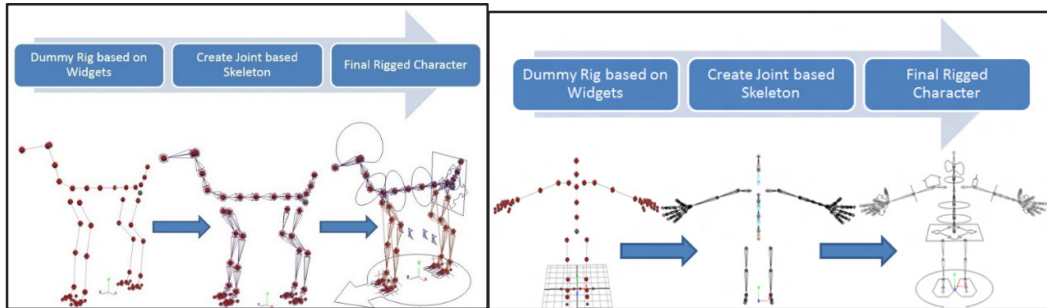 Dummy Rig based on
Widgets
Create Joint based
Skeleton
Final Rigged Character
Dummy Rig based on
Widgets
Create Joint based
Skeleton
Final Rigged
Character